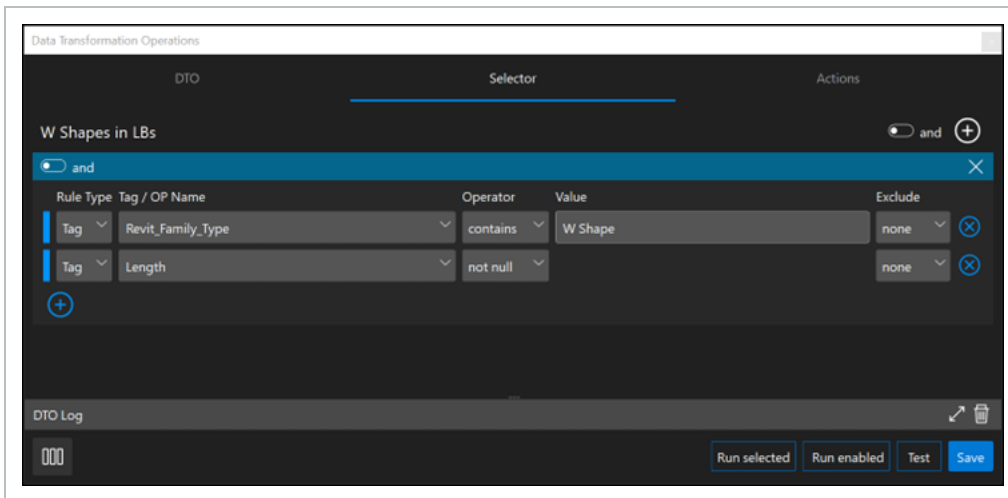 Data Transformation Operations
DTO Selector Actions
W Shapes in LBs and
and
Rule Type Tag / OP Name Operator Value Exclude
Tag Revit_Family_Type contains W Shape none
Tag Length not null none
DTO Log
Run selected Run enabled Test Save